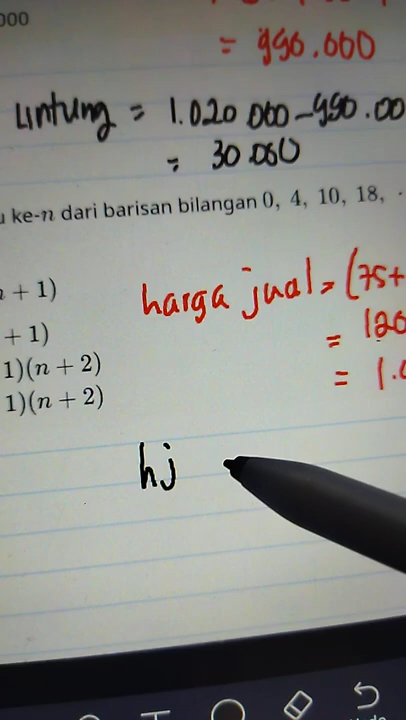 000
= 990.000
Untung = 1.020 000 - 990.00
= 30 000
ke-n dari barisan bilangan 0, 4, 10, 18,
+ 1)
harga jual = (75+
+ 1)
= 120
1)(n + 2)
= 1.0
1)(n + 2)
hj